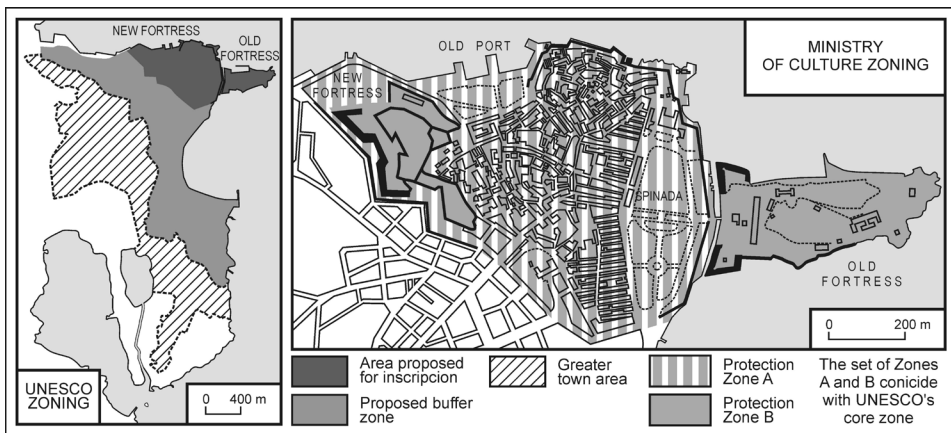 NEW FORTRESS
OLD
FORTRESS
UNESCO
ZONING
0 400 m
OLD PORT
NEW
FORTRESS
SPINADA
OLD
FORTRESS
MINISTRY
OF CULTURE ZONING
0 200 m
Area proposed
for inscripcion
Proposed buffer
zone
Greater
town area
Protection
Zone A
Protection
Zone B
The set of Zones
A and B conicide
with UNESCO's
core zone